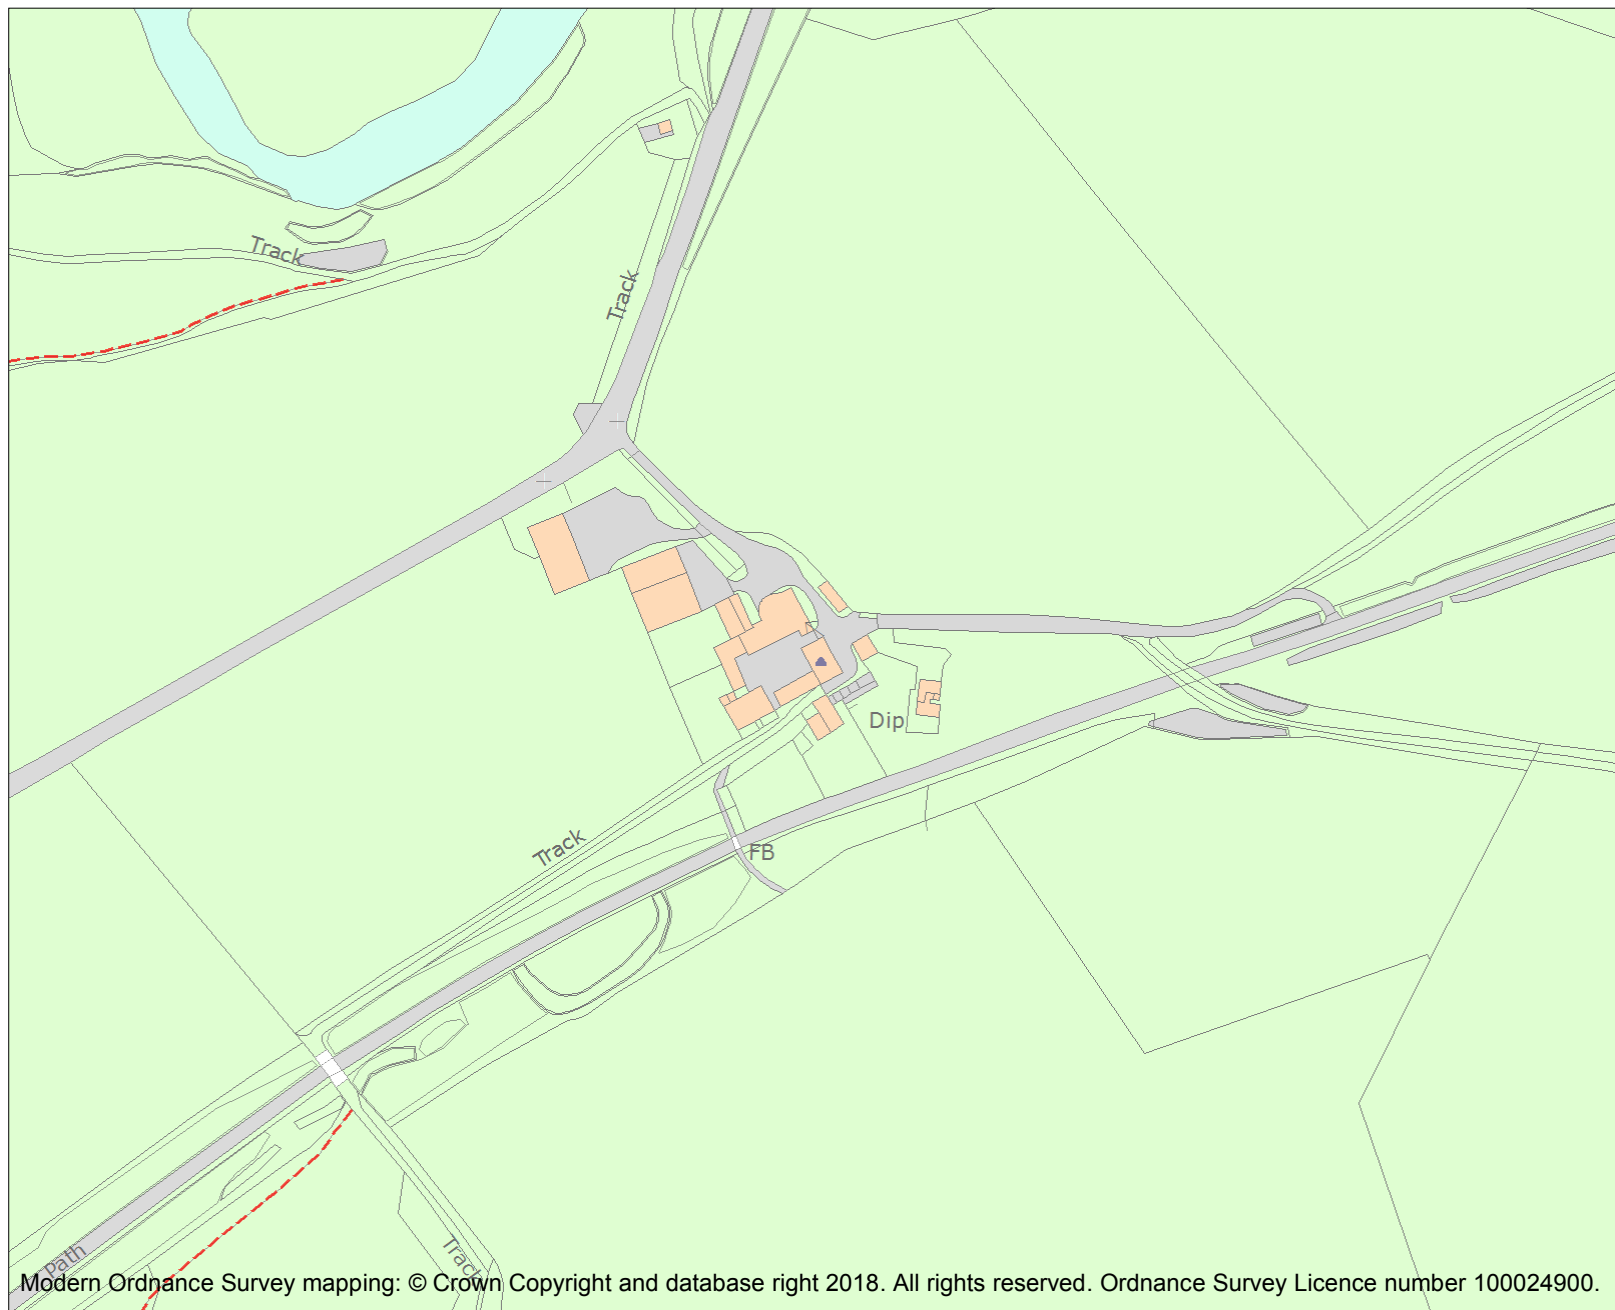 Track
Track
Dip
Track
FB
Path
Track
Modern Ordnance Survey mapping: © Crown Copyright and database right 2018. All rights reserved. Ordnance Survey Licence number 100024900.